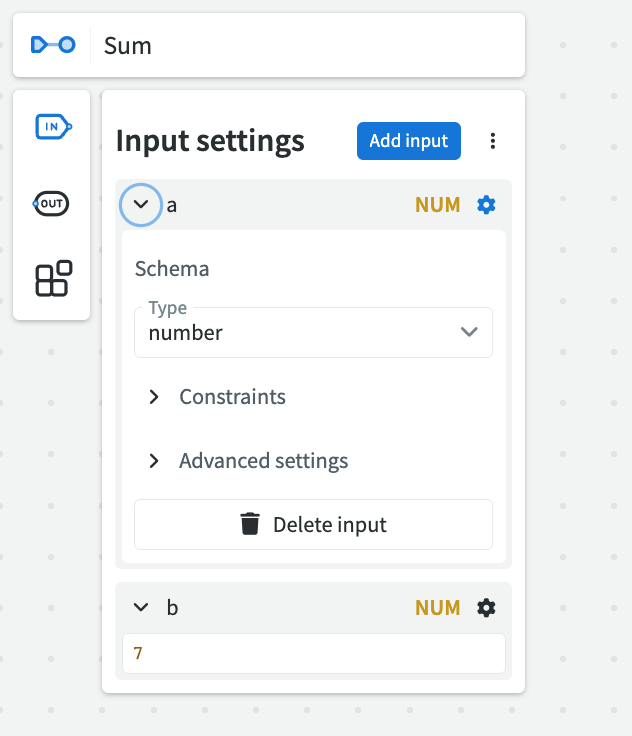 Sum
IN
Input settings
Add input
a
NUM
OUT
Schema
Type
number
Constraints
Advanced settings
Delete input
b
NUM
7